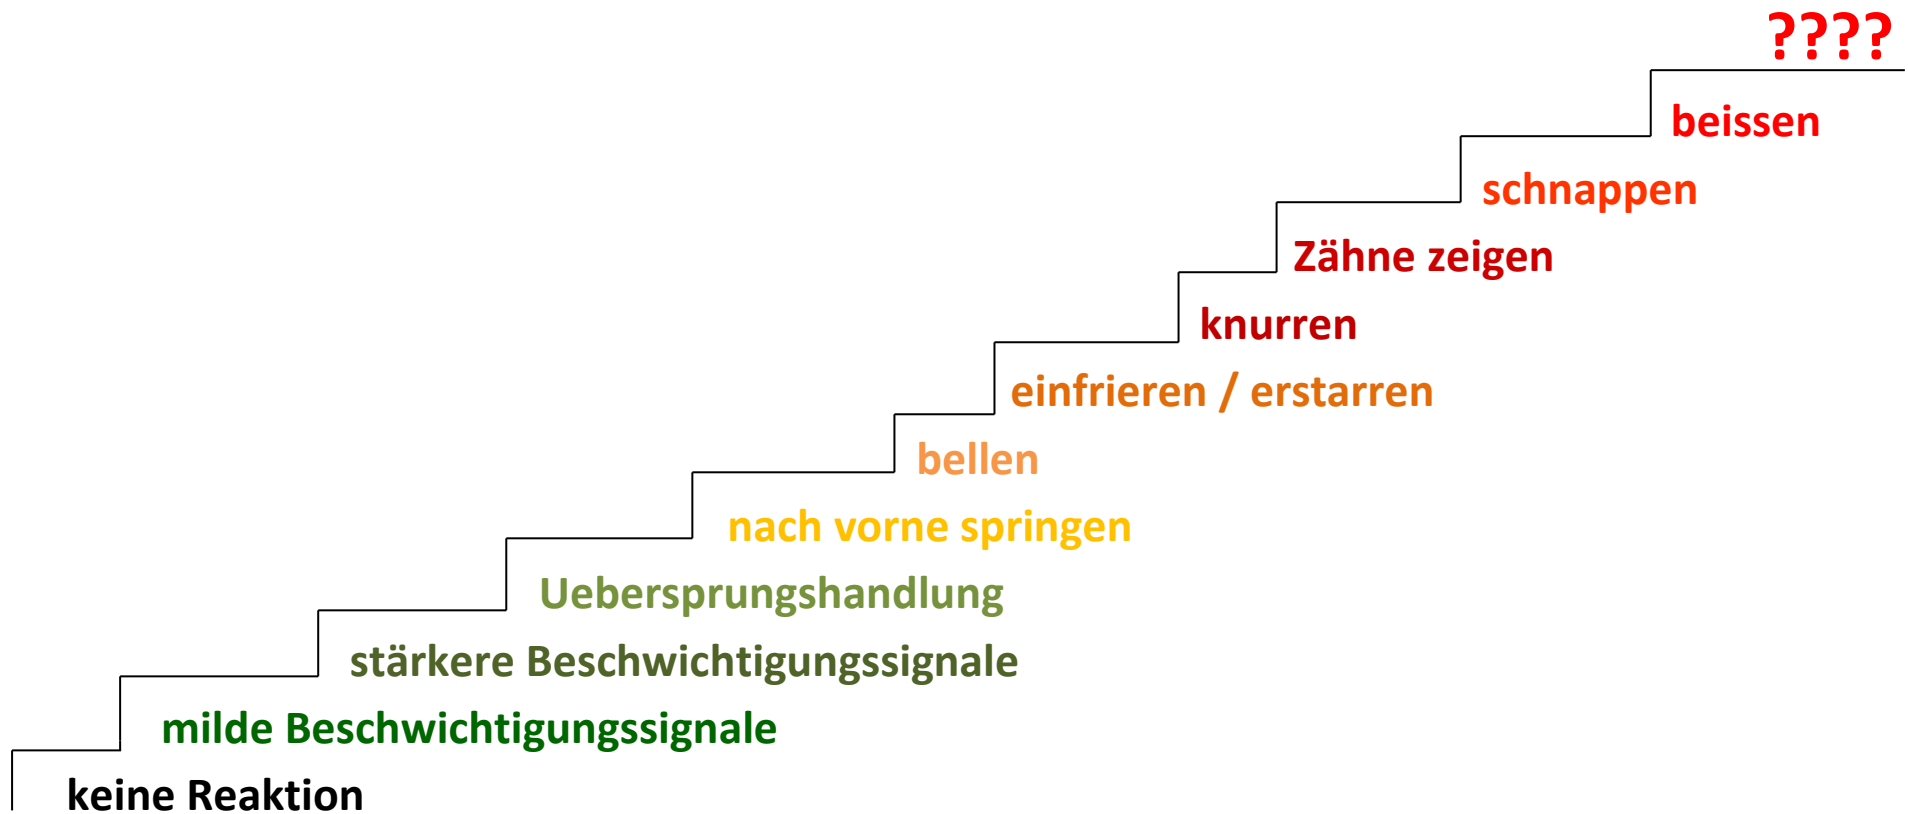 ????
beissen
schnappen
Zähne zeigen
knurren
einfrieren / erstarren
bellen
nach vorne springen
Uebersprungshandlung
stärkere Beschwichtigungssignale
milde Beschwichtigungssignale
keine Reaktion